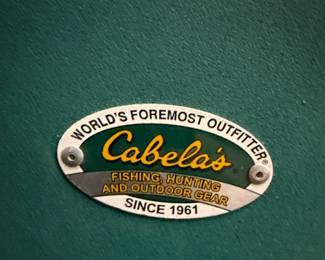 WORLD'S FOREMOST OUTFITTER®
Cabela's®
FISHING, HUNTING
AND OUTDOOR GEAR
SINCE 1961